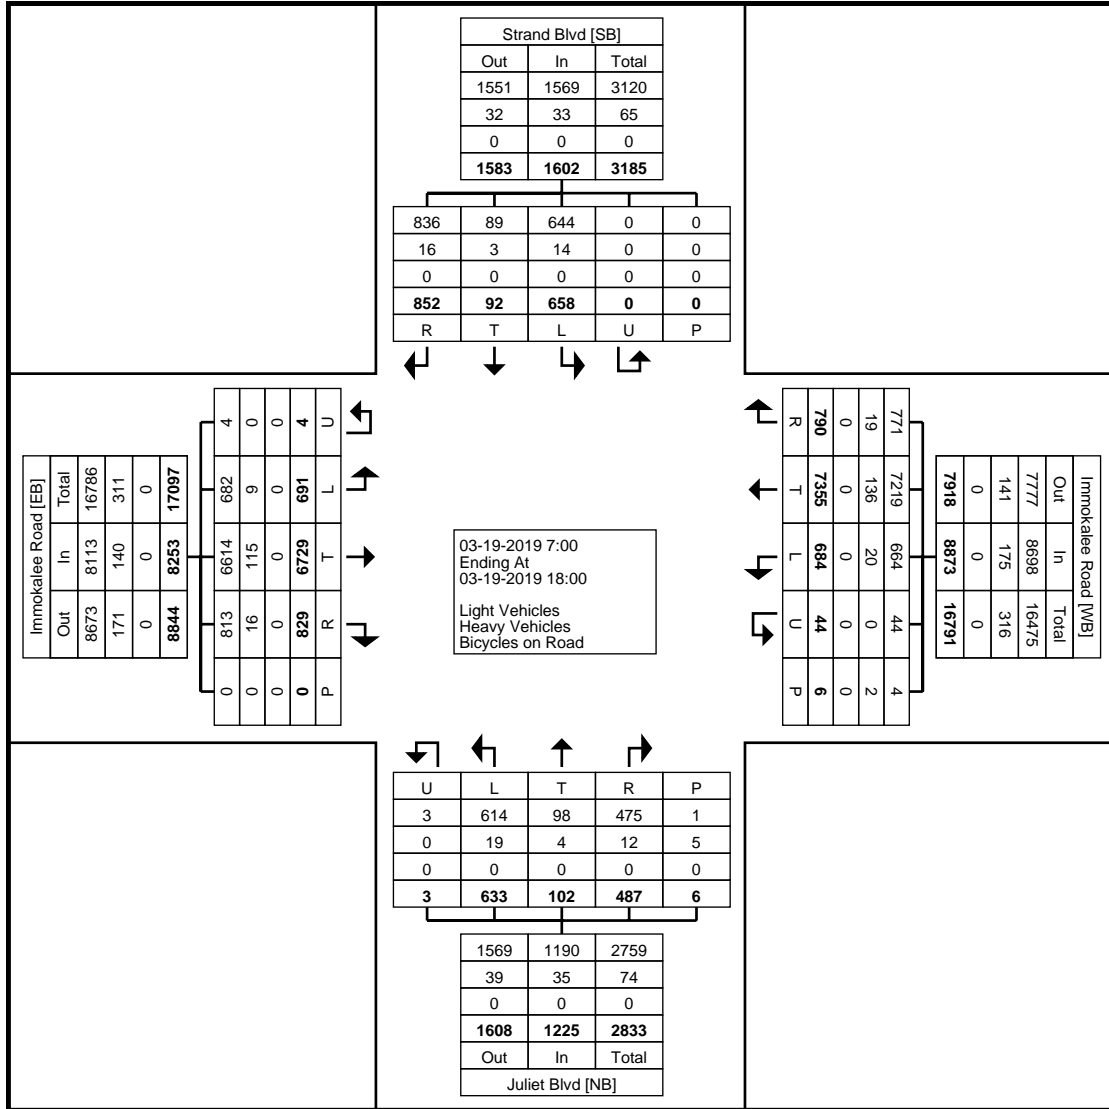 Strand Blvd [SB]
Out In Total
1551 1569 3120
32 33 65
0 0 0
1583 1602 3185
836 89 644 0 0
16 3 14 0 0
0 0 0 0 0
852 92 658 0 0
R T L U P
Immokalee Road [EB]
Total In Out
16786 8113 8673
311 140 171
0 0 0
17097 8253 8844
4 682 6614 813 0
0 9 115 16 0
0 0 0 0 0
4 691 6729 829 0
U L T R P
03-19-2019 7:00
Ending At
03-19-2019 18:00
Light Vehicles
Heavy Vehicles
Bicycles on Road
Immokalee Road [WB]
Out In Total
7777 8698 16475
141 175 316
0 0 0
7918 8873 16791
771 7219 664 44 4
19 136 20 0 2
0 0 0 0 0
790 7355 684 44 6
R T L U P
U L T R P
3 614 98 475 1
0 19 4 12 5
0 0 0 0 0
3 633 102 487 6
1569 1190 2759
39 35 74
0 0 0
1608 1225 2833
Out In Total
Juliet Blvd [NB]